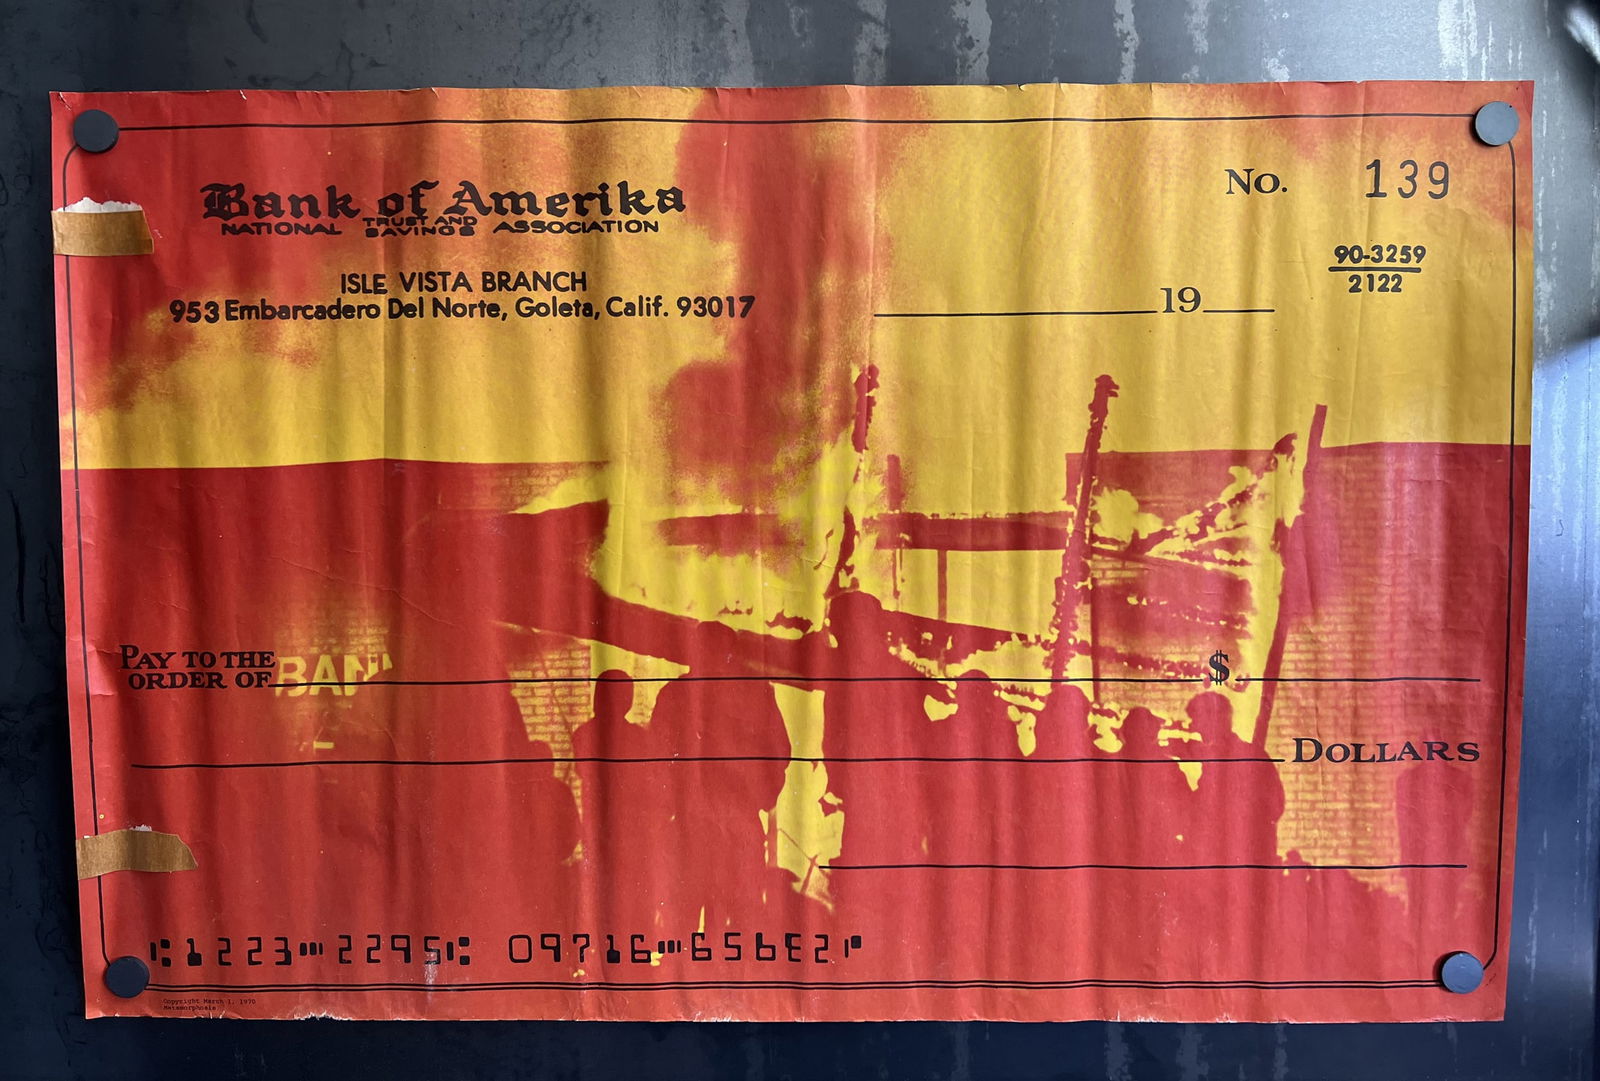 Bank of Amerika
NATIONAL TRUST AND SAVINGS ASSOCIATION
ISLE VISTA BRANCH
953 Embarcadero Del Norte, Goleta, Calif. 93017
No. 139
90-3259
2122
19
PAY TO THE
ORDER OF
BANK
$
DOLLARS
⑆1223⑉2295⑆ 09716⑉656E2⑈
Copyright March 1, 1970
Metamorphosis